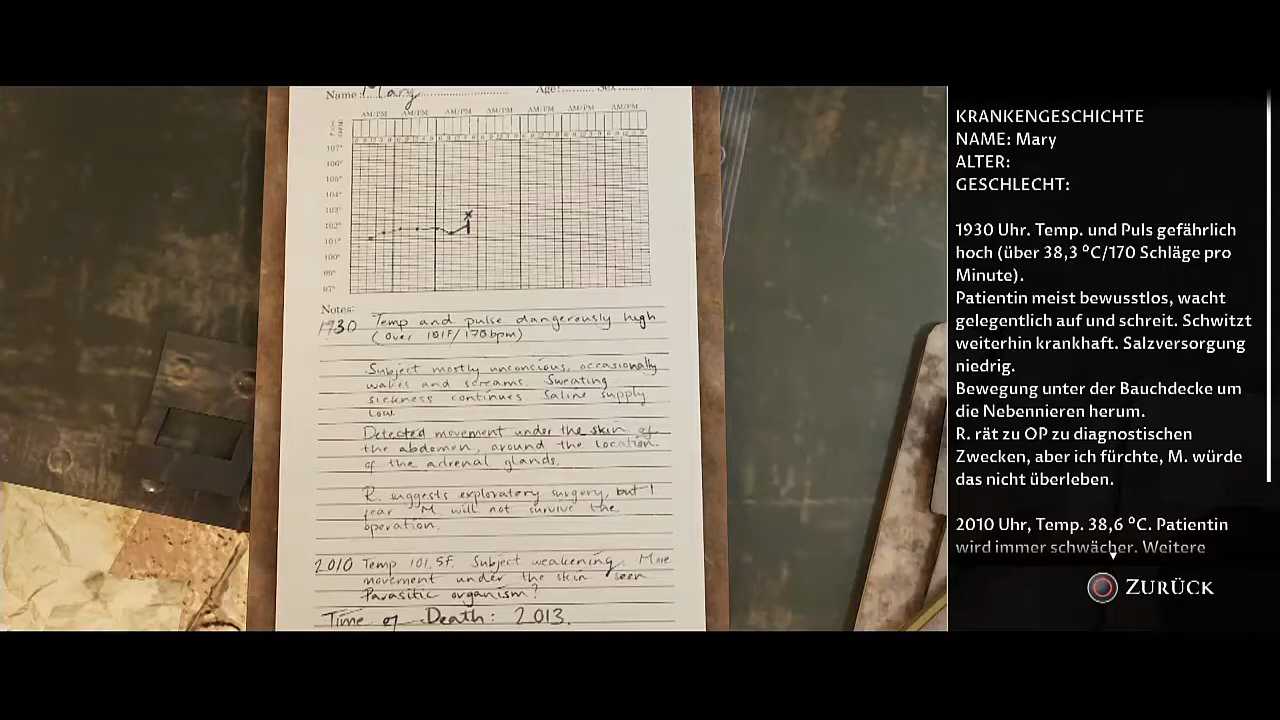 Name: Mary
Age: Sex
AM/PM AM/PM AM/PM AM/PM AM/PM AM/PM AM/PM
107°
106°
105°
104°
103°
102°
101°
100°
99°
97°
Notes:
1930 Temp and pulse dangerously high
(over 101F/170bpm)
Subject mostly unconcious, occasionally
wakes and screams. Sweating
sickness continues. Saline supply
low.
Detected movement under the skin of
the abdomen, around the location
of the adrenal glands.
R. suggests exploratory surgery, but I
fear M will not survive the
operation.
2010 Temp 101.5F. Subject weakening. More
movement under the skin seen.
Parasitic organism?
Time of Death: 2013.
KRANKENGESCHICHTE
NAME: Mary
ALTER:
GESCHLECHT:
1930 Uhr. Temp. und Puls gefährlich
hoch (über 38,3 °C/170 Schläge pro
Minute).
Patientin meist bewusstlos, wacht
gelegentlich auf und schreit. Schwitzt
weiterhin krankhaft. Salzversorgung
niedrig.
Bewegung unter der Bauchdecke um
die Nebennieren herum.
R. rät zu OP zu diagnostischen
Zwecken, aber ich fürchte, M. würde
das nicht überleben.
2010 Uhr, Temp. 38,6 °C. Patientin
wird immer schwächer. Weitere
ZURÜCK